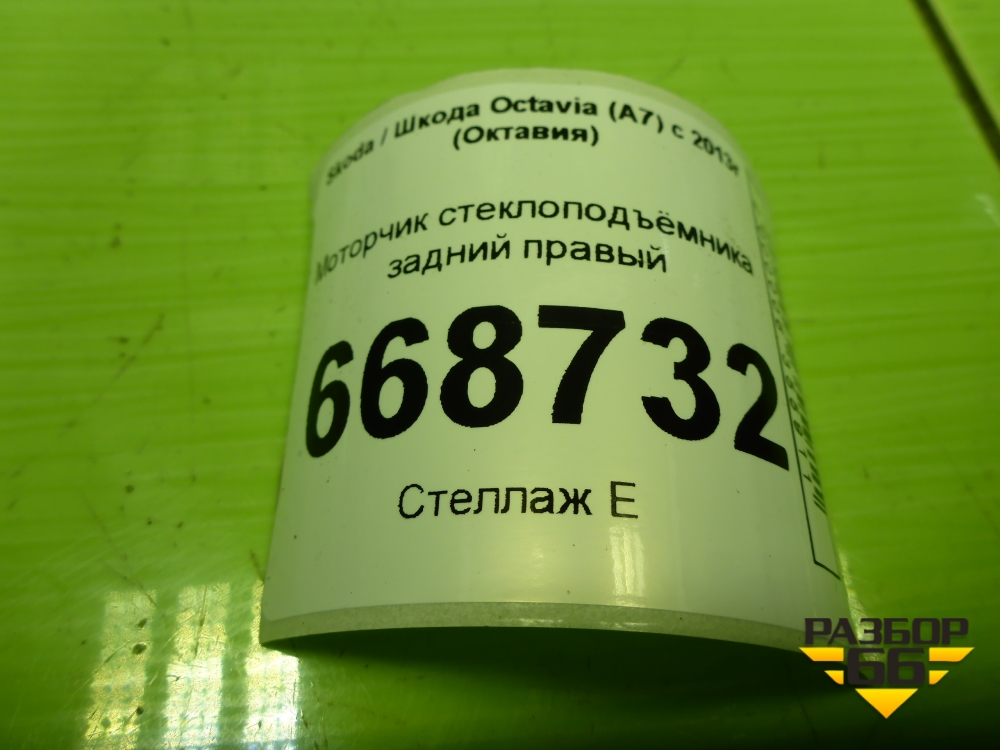 Skoda / Шкода Octavia (A7) с 2013г
(Октавия)
Моторчик стеклоподъёмника
задний правый
668732
Стеллаж Е
РАЗБОР
66